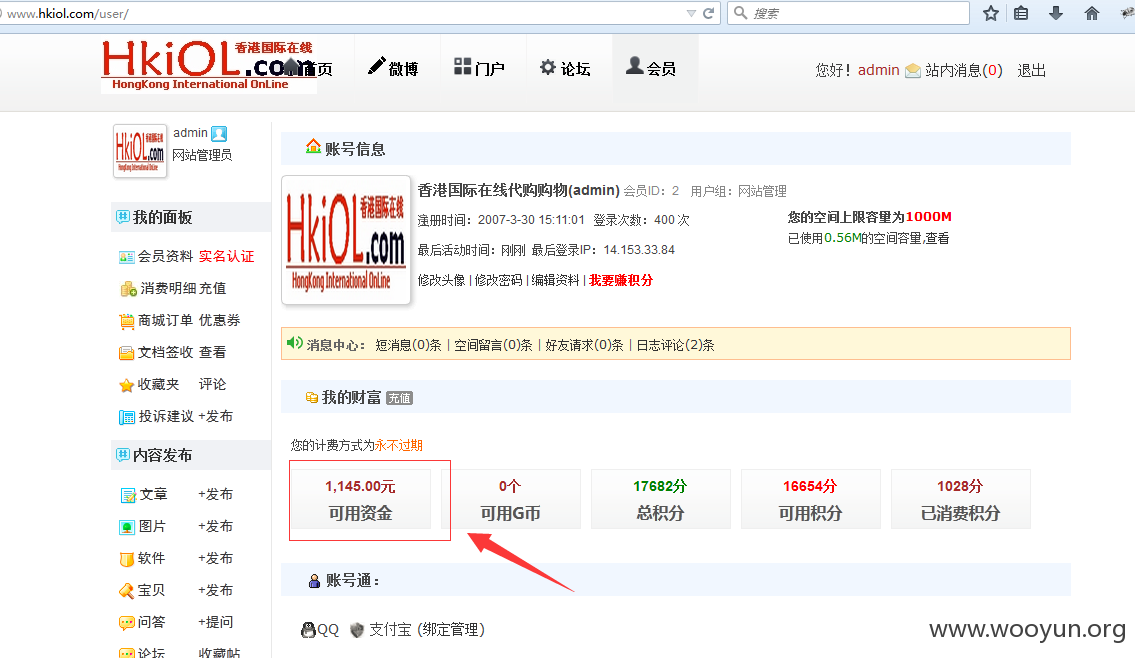 www.hkiol.com/user/
搜索
HkiOL.com 香港国际在线
HongKong International OnLine
首页
微博
门户
论坛
会员
您好！admin 站内消息(0) 退出
admin
网站管理员
HkiOL.com 香港国际在线
HongKong International OnLine
我的面板
会员资料 实名认证
消费明细 充值
商城订单 优惠券
文档签收 查看
收藏夹 评论
投诉建议 +发布
内容发布
文章 +发布
图片 +发布
软件 +发布
宝贝 +发布
问答 +提问
论坛 收藏帖
账号信息
HkiOL.com 香港国际在线
HongKong International OnLine
香港国际在线代购购物(admin) 会员ID：2 用户组：网站管理
注册时间：2007-3-30 15:11:01 登录次数：400 次
最后活动时间：刚刚 最后登录IP：14.153.33.84
修改头像 | 修改密码 | 编辑资料 | 我要赚积分
您的空间上限容量为1000M
已使用0.56M的空间容量,查看
消息中心： 短消息(0)条 | 空间留言(0)条 | 好友请求(0)条 | 日志评论(2)条
我的财富 充值
您的计费方式为永不过期
1,145.00元
可用资金
0个
可用G币
17682分
总积分
16654分
可用积分
1028分
已消费积分
账号通：
QQ 支付宝 (绑定管理)
www.wooyun.org